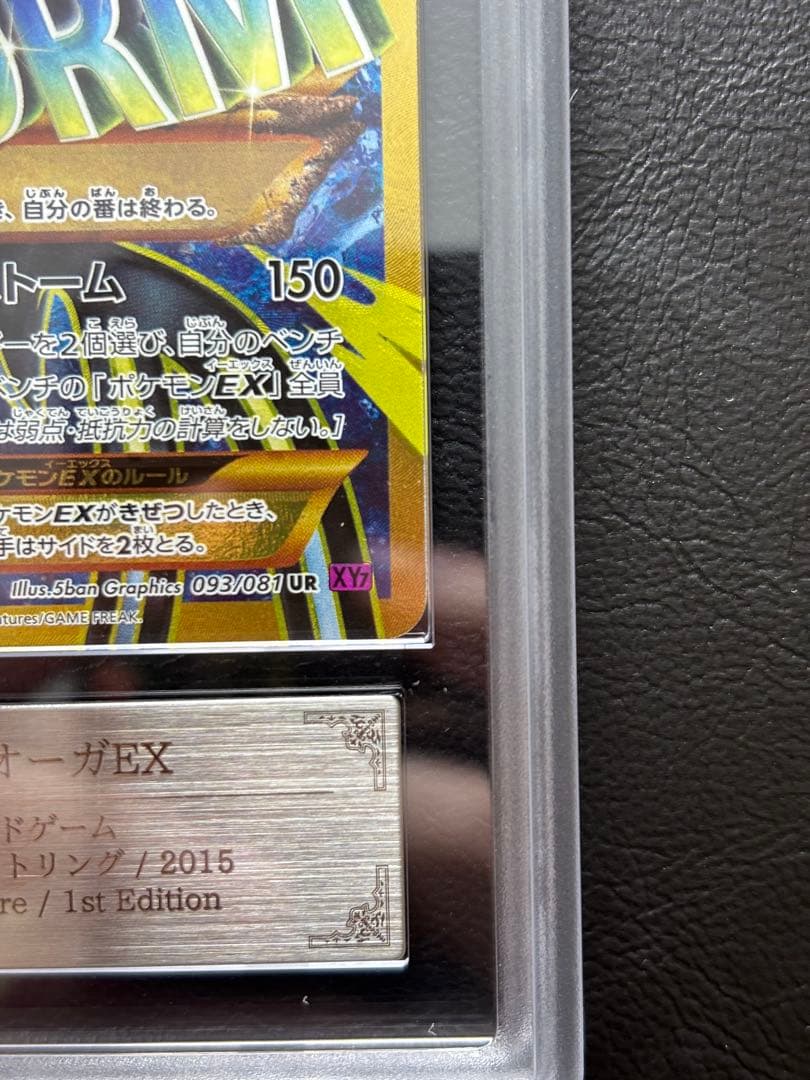 ORM
、自分の番は終わる。
トーム 150
ーを2個選び、自分のベンチ
ベンチの「ポケモンEX」全員
は弱点・抵抗力の計算をしない。]
ケモンEXのルール
ケモンEXがきぜつしたとき、
手はサイドを2枚とる。
Illus.5ban Graphics 093/081 UR XY7
atures/GAME FREAK.
オーガEX
ドゲーム
トリング / 2015
re / 1st Edition